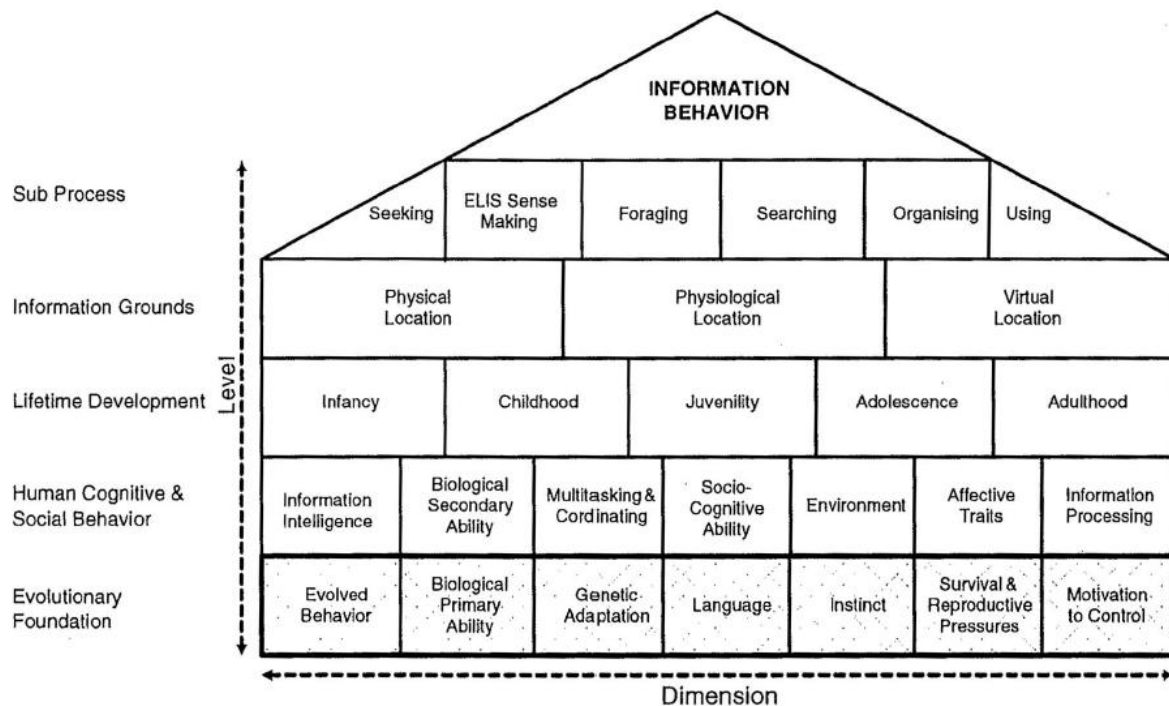 INFORMATION
BEHAVIOR
Sub Process
Seeking
ELIS Sense
Making
Foraging
Searching
Organising
Using
Information Grounds
Physical
Location
Physiological
Location
Virtual
Location
Level
Lifetime Development
Infancy
Childhood
Juvenility
Adolescence
Adulthood
Human Cognitive &
Social Behavior
Information
Intelligence
Biological
Secondary
Ability
Multitasking &
Cordinating
Socio-
Cognitive
Ability
Environment
Affective
Traits
Information
Processing
Evolutionary
Foundation
Evolved
Behavior
Biological
Primary
Ability
Genetic
Adaptation
Language
Instinct
Survival &
Reproductive
Pressures
Motivation
to Control
Dimension